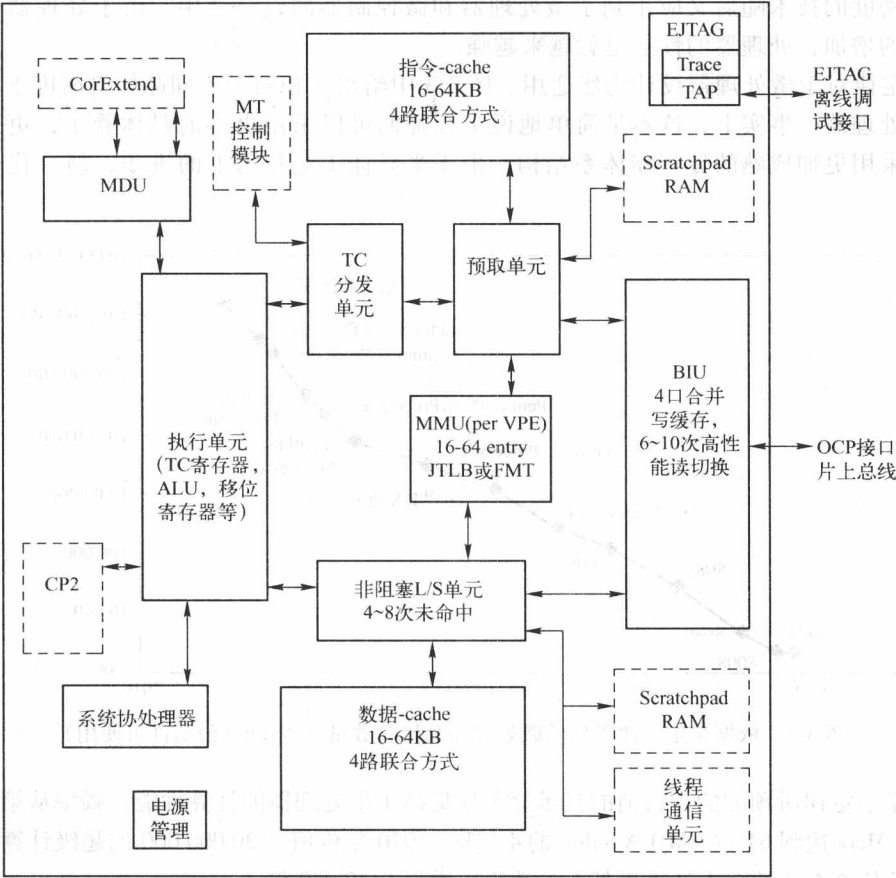 指令-cache
16-64KB
4路联合方式
EJTAG
Trace
TAP
EJTAG
离线调试接口
CorExtend
MT
控制模块
MDU
Scratchpad
RAM
TC
分发单元
预取单元
BIU
4口合并
写缓存,
6~10次高性
能读切换
OCP接口
片上总线
执行单元
(TC寄存器,
ALU, 移位
寄存器等)
MMU(per VPE)
16-64 entry
JTLB或FMT
CP2
非阻塞L/S单元
4~8次未命中
系统协处理器
数据-cache
16-64KB
4路联合方式
Scratchpad
RAM
线程
通信
单元
电源
管理